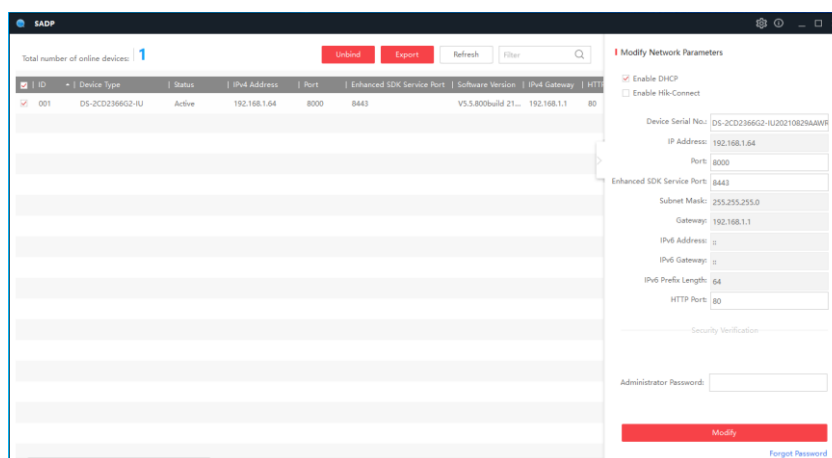 SADP
Total number of online devices: 1
Unbind
Export
Refresh
Filter
ID
Device Type
Status
IPv4 Address
Port
Enhanced SDK Service Port
Software Version
IPv4 Gateway
HTTP
001
DS-2CD2366G2-IU
Active
192.168.1.64
8000
8443
V5.5.800build 21...
192.168.1.1
80
Modify Network Parameters
Enable DHCP
Enable Hik-Connect
Device Serial No.: DS-2CD2366G2-IU20210829AAWR
IP Address: 192.168.1.64
Port: 8000
Enhanced SDK Service Port: 8443
Subnet Mask: 255.255.255.0
Gateway: 192.168.1.1
IPv6 Address: ::
IPv6 Gateway: ::
IPv6 Prefix Length: 64
HTTP Port: 80
Security Verification
Administrator Password:
Modify
Forgot Password